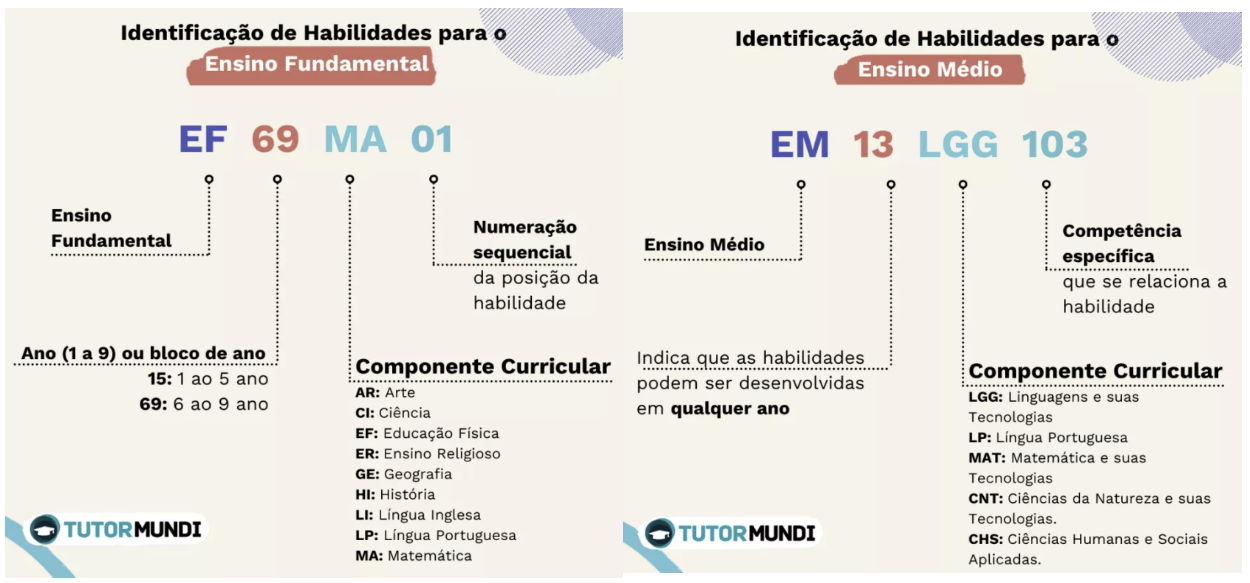 Identificação de Habilidades para o
Ensino Fundamental
EF 69 MA 01
Ensino
Fundamental
Numeração
sequencial
da posição da
habilidade
Ano (1 a 9) ou bloco de ano
15: 1 ao 5 ano
69: 6 ao 9 ano
Componente Curricular
AR: Arte
CI: Ciência
EF: Educação Física
ER: Ensino Religioso
GE: Geografia
HI: História
LI: Língua Inglesa
LP: Língua Portuguesa
MA: Matemática
TUTORMUNDI
Identificação de Habilidades para o
Ensino Médio
EM 13 LGG 103
Ensino Médio
Competência
específica
que se relaciona a
habilidade
Indica que as habilidades
podem ser desenvolvidas
em qualquer ano
Componente Curricular
LGG: Linguagens e suas
Tecnologias
LP: Língua Portuguesa
MAT: Matemática e suas
Tecnologias
CNT: Ciências da Natureza e suas
Tecnologias.
CHS: Ciências Humanas e Sociais
Aplicadas.
TUTORMUNDI